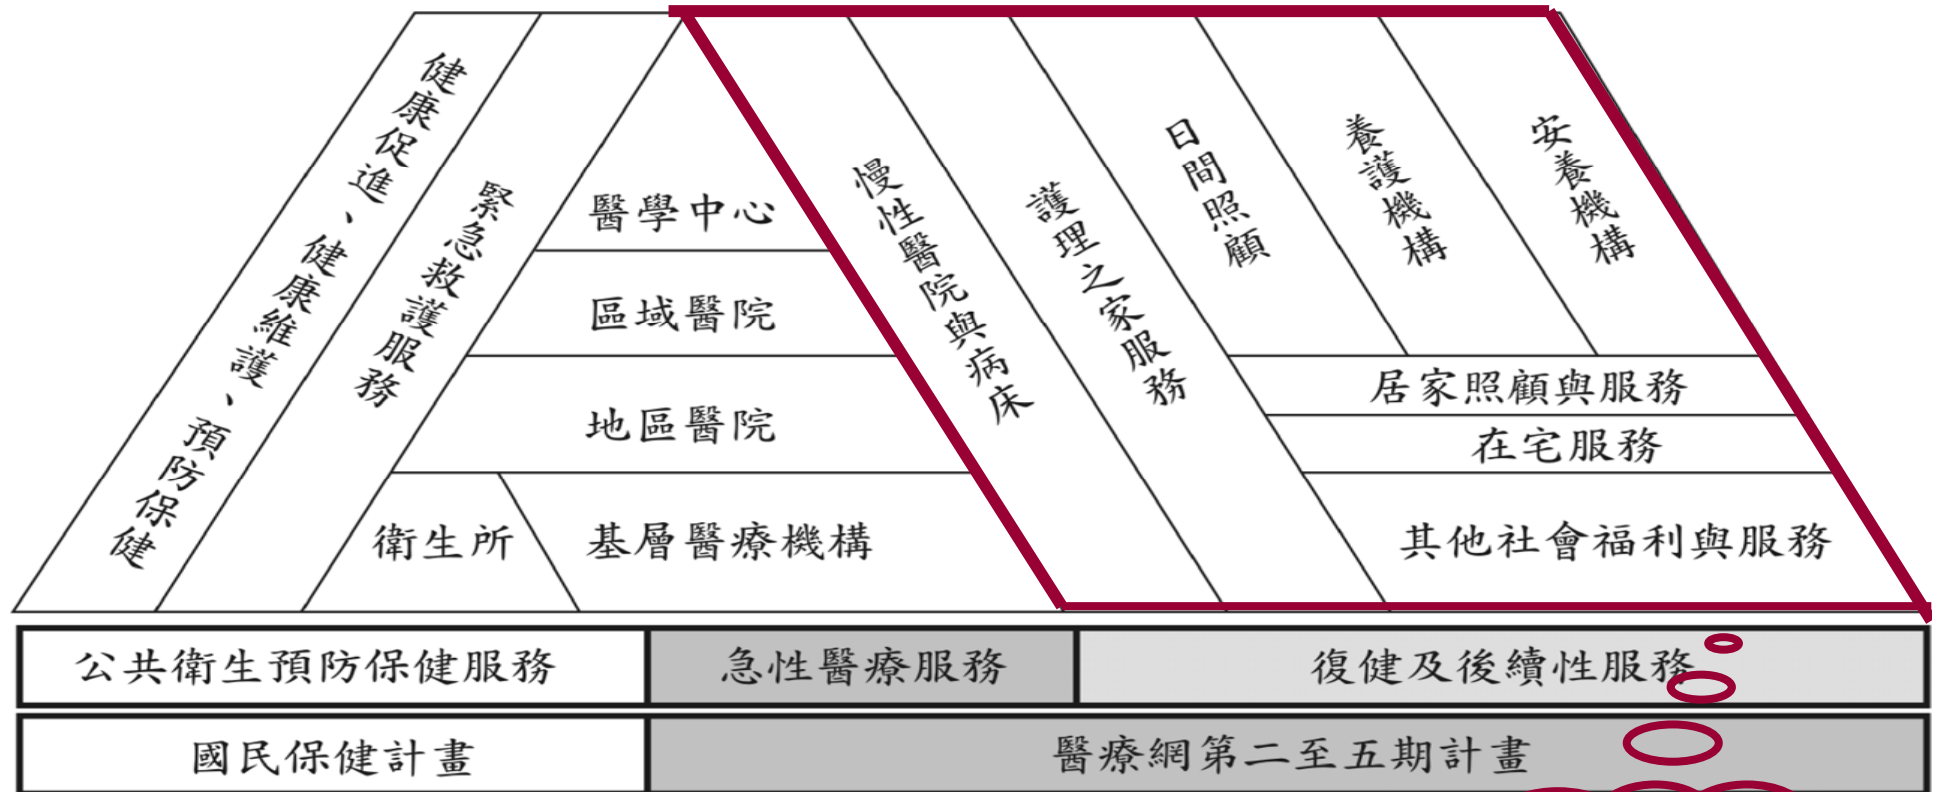 健康促進、健康維護、預防保健
緊急救護服務
醫學中心
區域醫院
地區醫院
衛生所
基層醫療機構
慢性醫院與病床
護理之家服務
日間照顧
養護機構
安養機構
居家照顧與服務
在宅服務
其他社會福利與服務
公共衛生預防保健服務
急性醫療服務
復健及後續性服務
國民保健計畫
醫療網第二至五期計畫